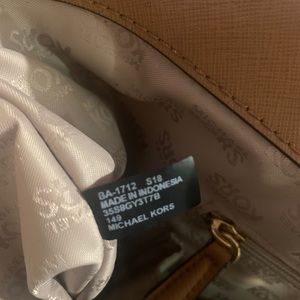 BA-1712 S18
MADE IN INDONESIA
35S8GY3T7B
149
MICHAEL KORS